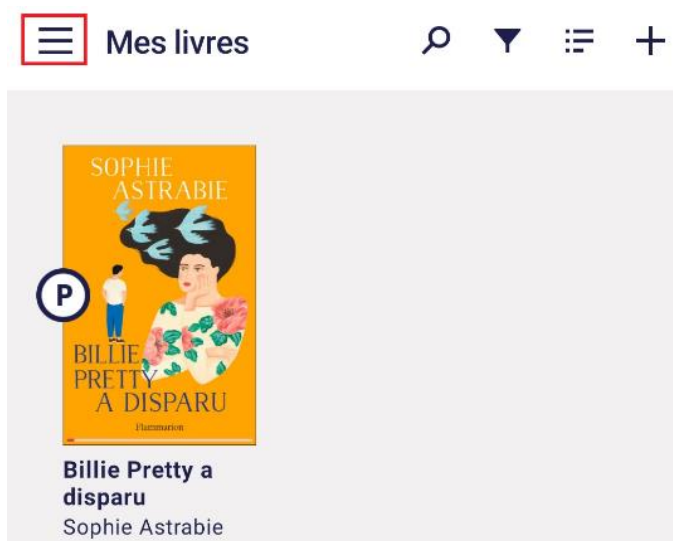 Mes livres
SOPHIE
ASTRABIE
P
BILLIE
PRETTY
A DISPARU
Flammarion
Billie Pretty a
disparu
Sophie Astrabie